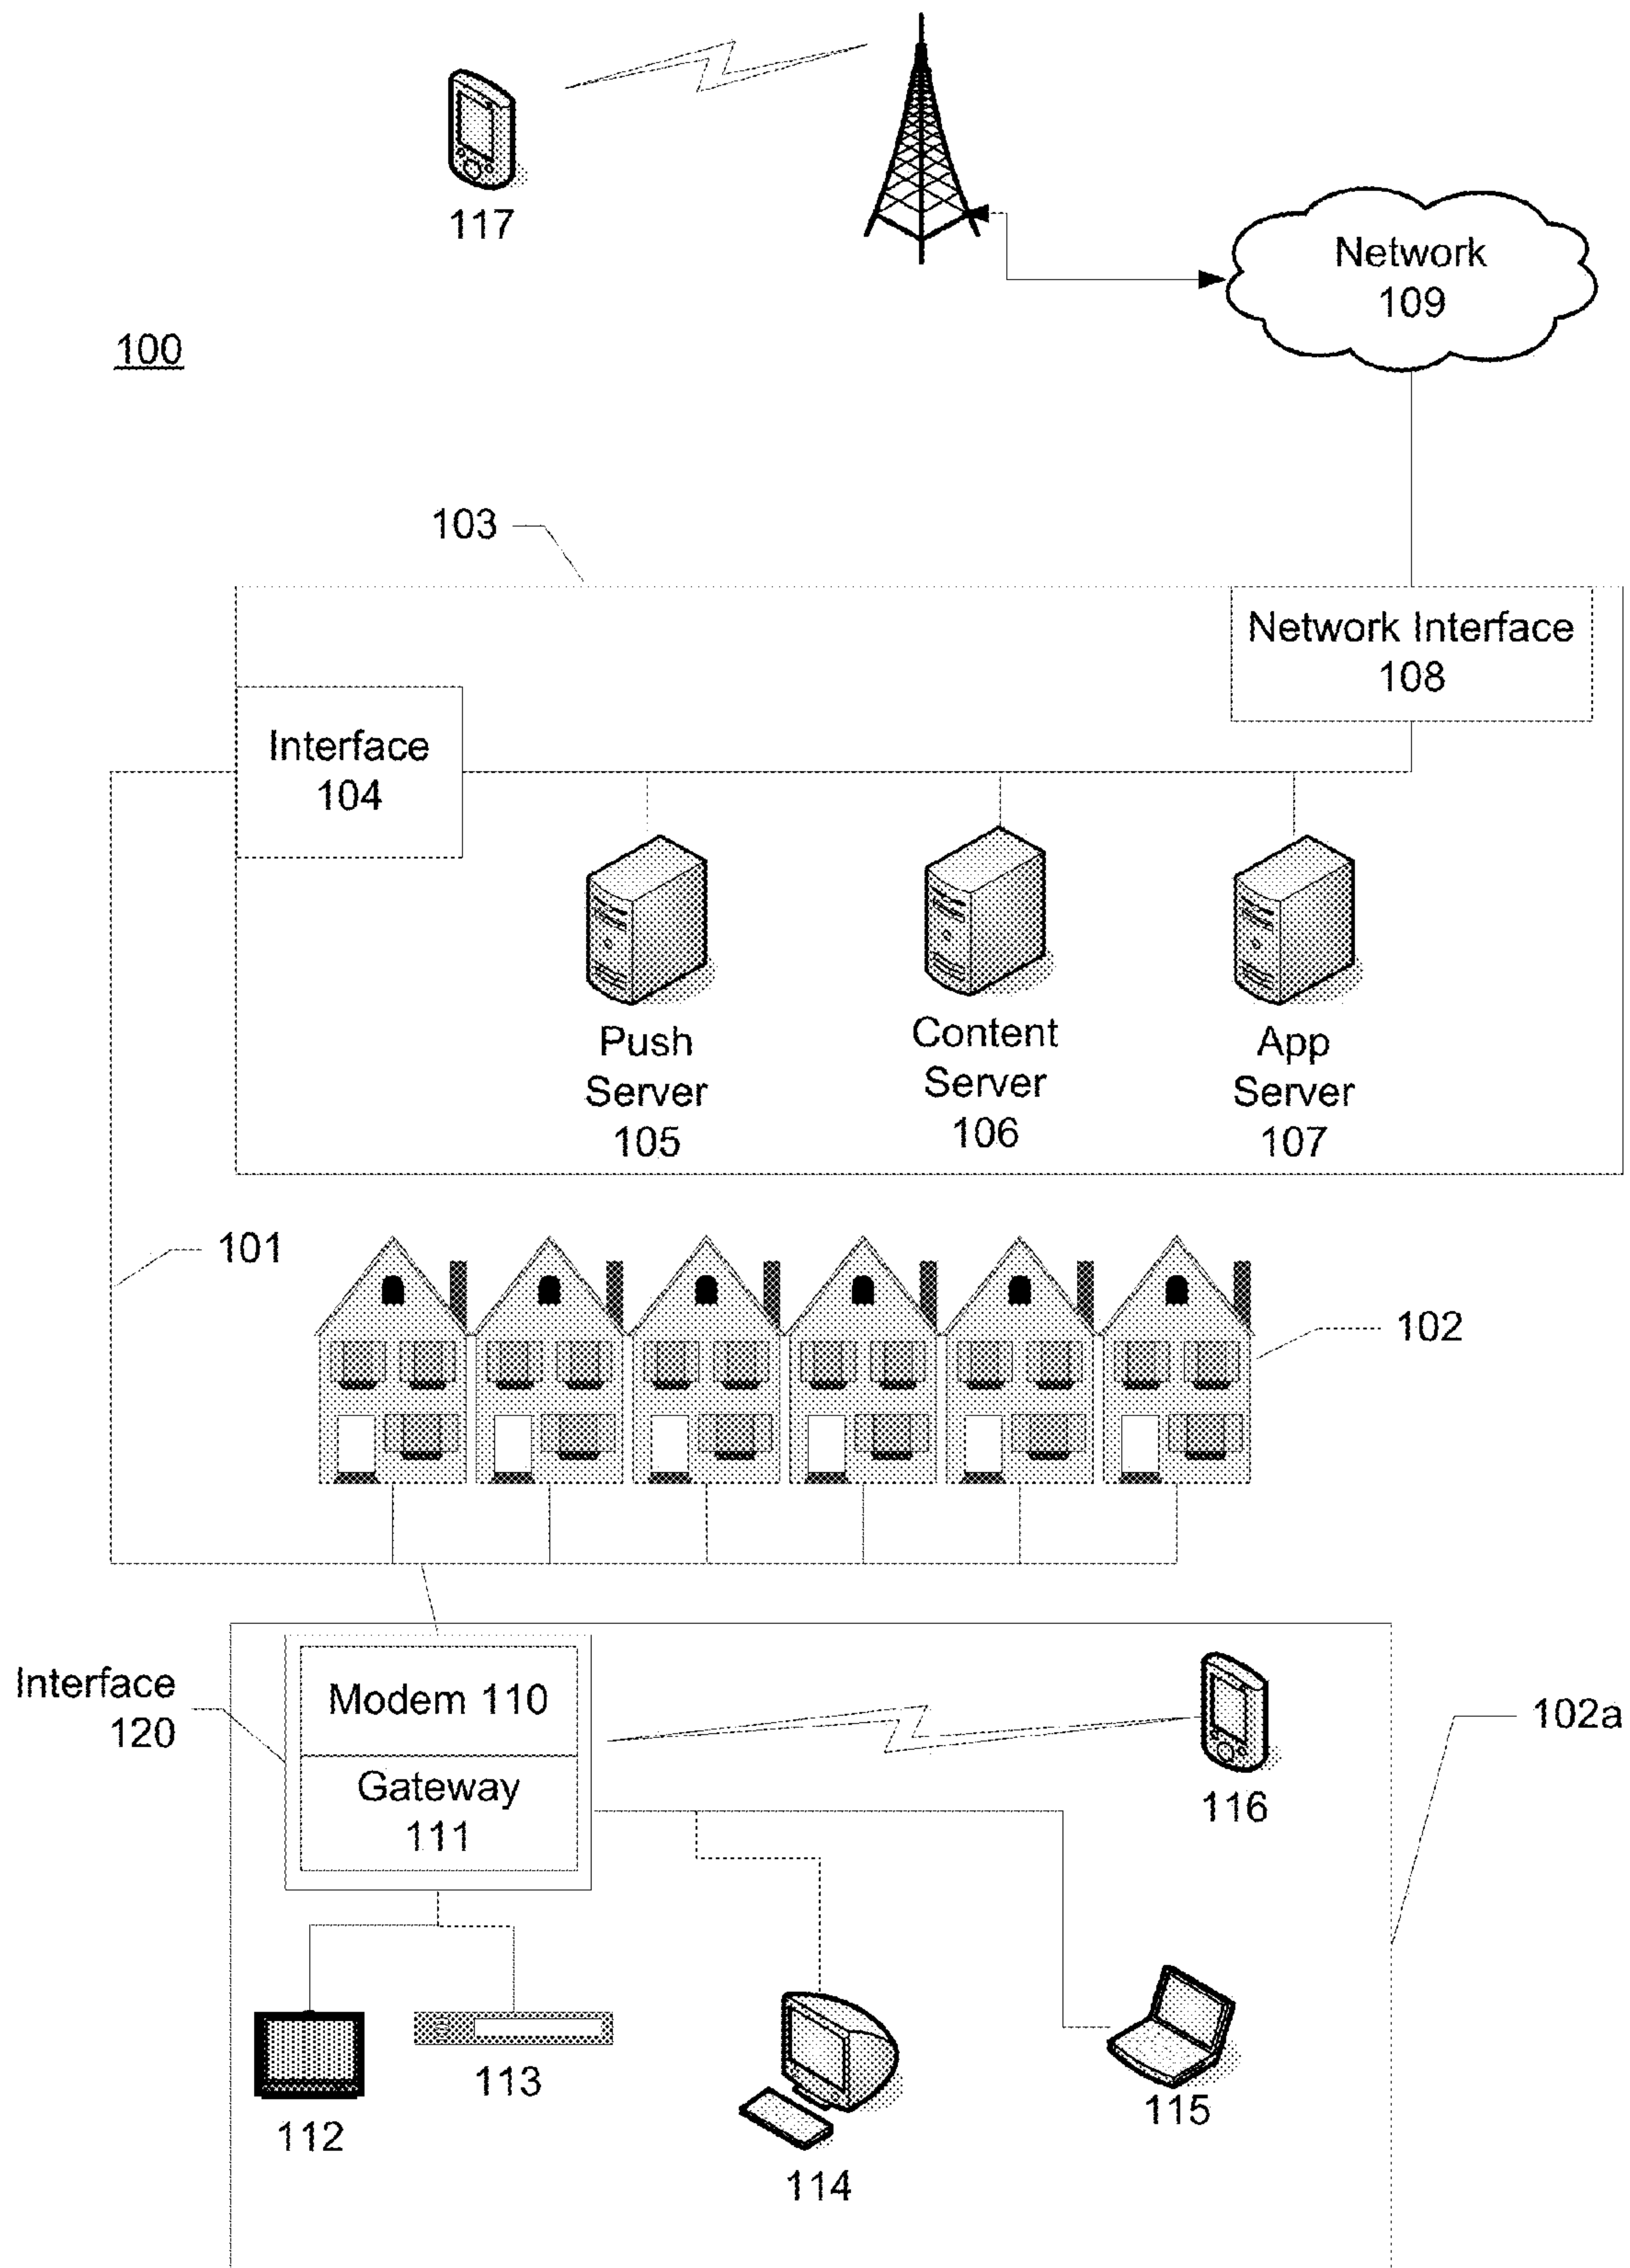 117
Network
109
100
103
Network Interface
108
Interface
104
Push
Server
105
Content
Server
106
App
Server
107
101
102
Interface
120
Modem 110
Gateway
111
116
102a
112
113
114
115